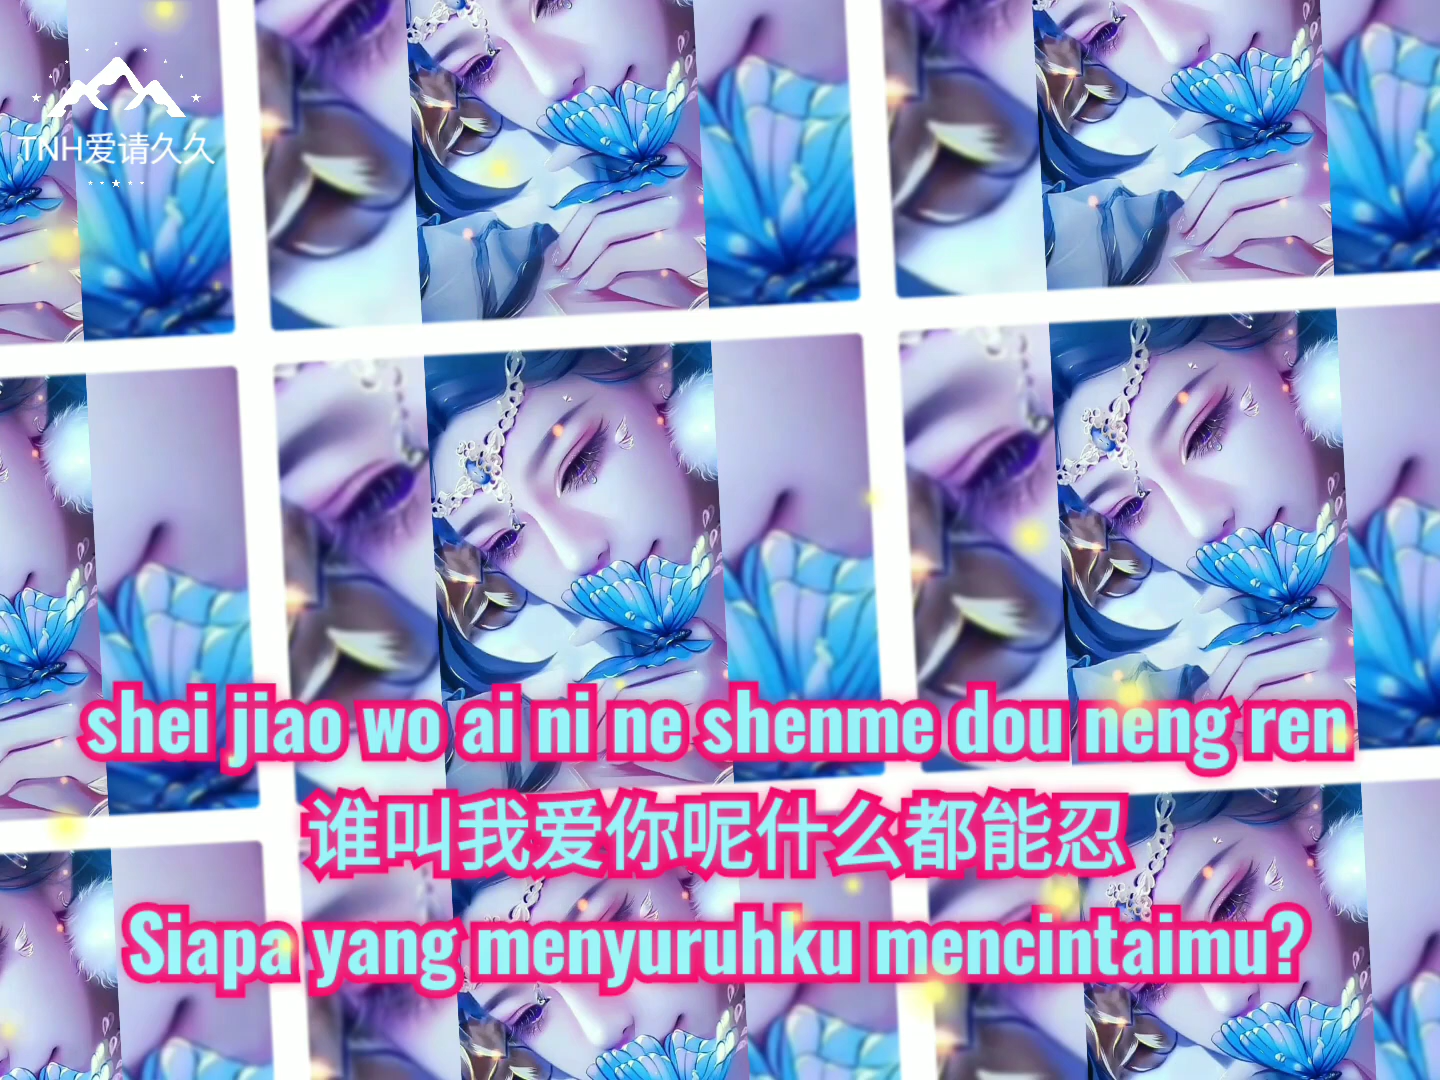 TNH爱请久久
shei jiao wo ai ni ne shenme dou neng ren
谁叫我爱你呢什么都能忍
Siapa yang menyuruhku mencintaimu?